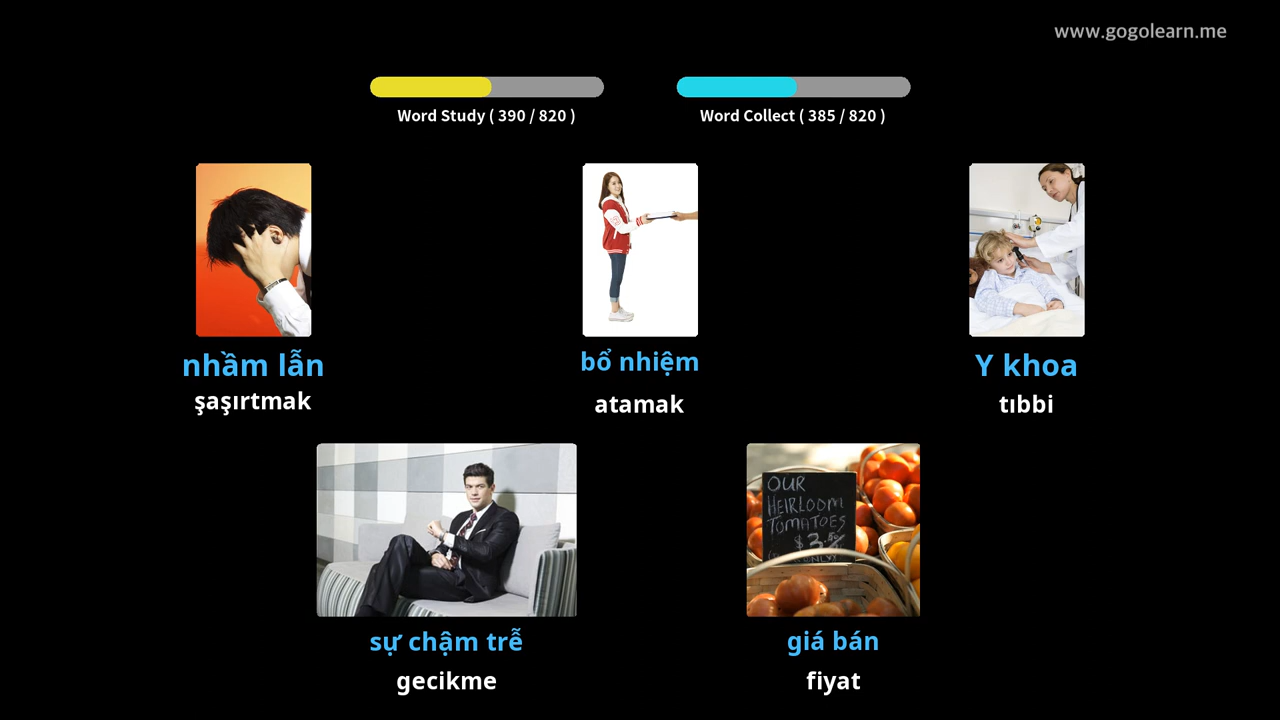 www.gogolearn.me
Word Study ( 390 / 820 )
Word Collect ( 385 / 820 )
nhầm lẫn
şaşırtmak
bổ nhiệm
atamak
Y khoa
tıbbi
OUR
HEIRLOOM
TOMATOES
sự chậm trễ
gecikme
giá bán
fiyat